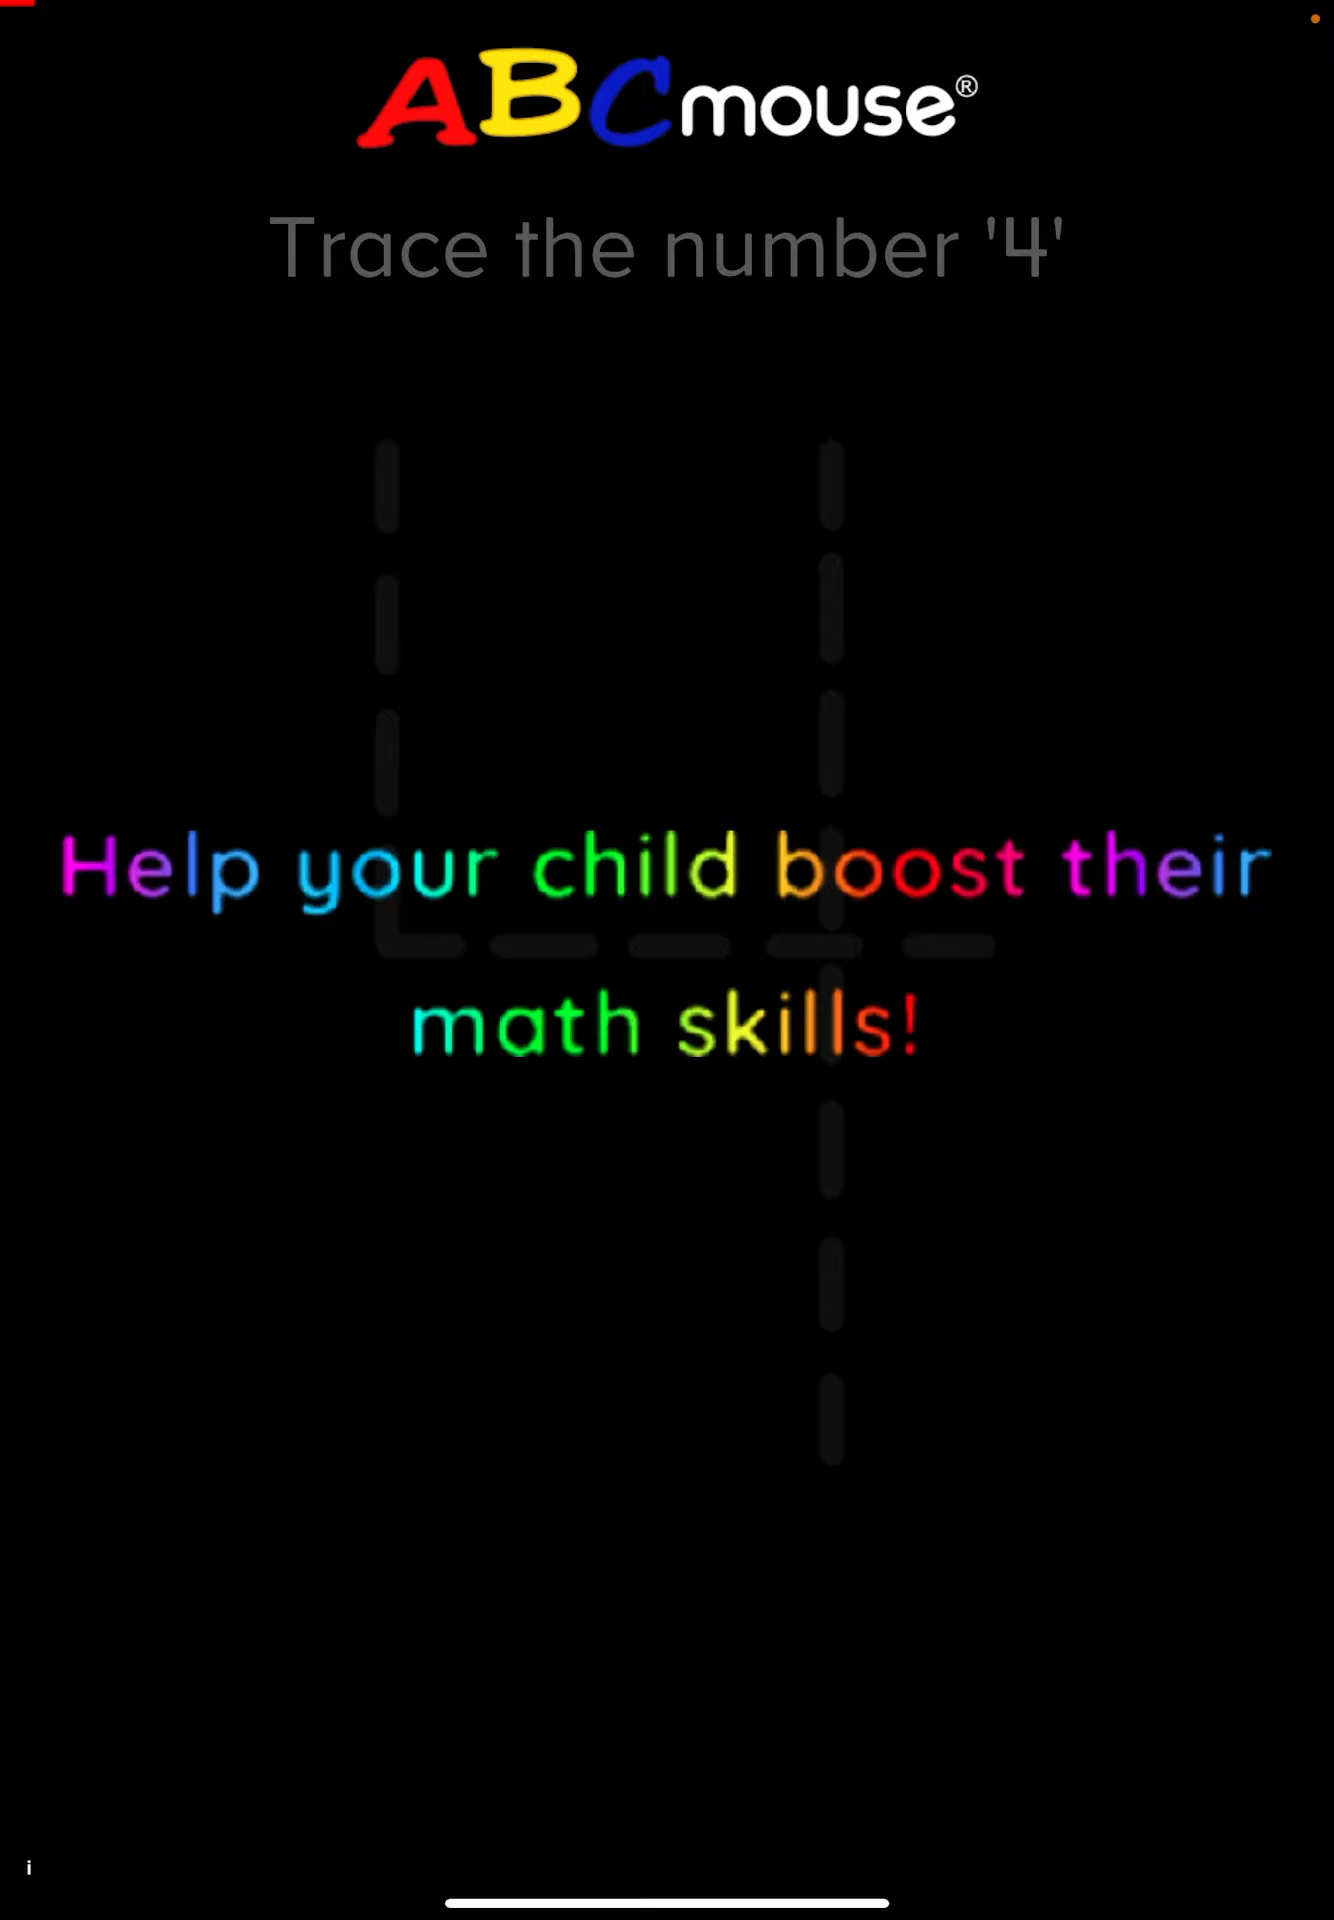 ABCmouse®
Trace the number '4'
Help your child boost their
math skills!
i